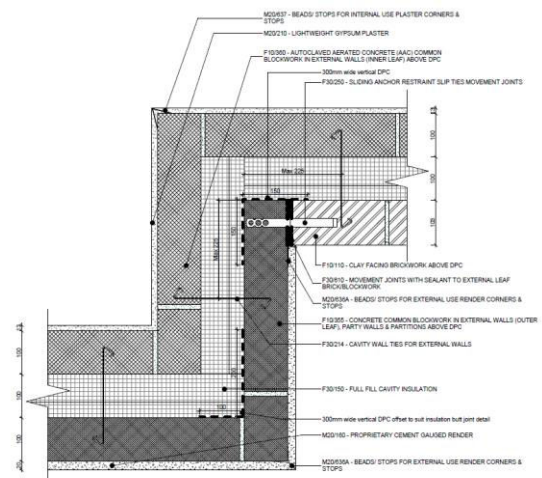 M20/637 - BEADS/ STOPS FOR INTERNAL USE PLASTER CORNERS &
STOPS
M20/210 - LIGHTWEIGHT GYPSUM PLASTER
F10/360 - AUTOCLAVED AERATED CONCRETE (AAC) COMMON
BLOCKWORK IN EXTERNAL WALLS (INNER LEAF) ABOVE DPC
300mm wide vertical DPC
F30/250 - SLIDING ANCHOR RESTRAINT SLIP TIES MOVEMENT JOINTS
13
100
Max 225
100
150
150
100
Max 225
F10/110 - CLAY FACING BRICKWORK ABOVE DPC
F30/610 - MOVEMENT JOINTS WITH SEALANT TO EXTERNAL LEAF
BRICK/BLOCKWORK
M20/636A - BEADS/ STOPS FOR EXTERNAL USE RENDER CORNERS &
STOPS
F10/355 - CONCRETE COMMON BLOCKWORK IN EXTERNAL WALLS (OUTER
LEAF), PARTY WALLS & PARTITIONS ABOVE DPC
13
F30/214 - CAVITY WALL TIES FOR EXTERNAL WALLS
100
200
F30/150 - FULL FILL CAVITY INSULATION
100
100
300mm wide vertical DPC offset to suit insulation butt joint detail
100
M20/160 - PROPRIETARY CEMENT GAUGED RENDER
20
M20/636A - BEADS/ STOPS FOR EXTERNAL USE RENDER CORNERS &
STOPS